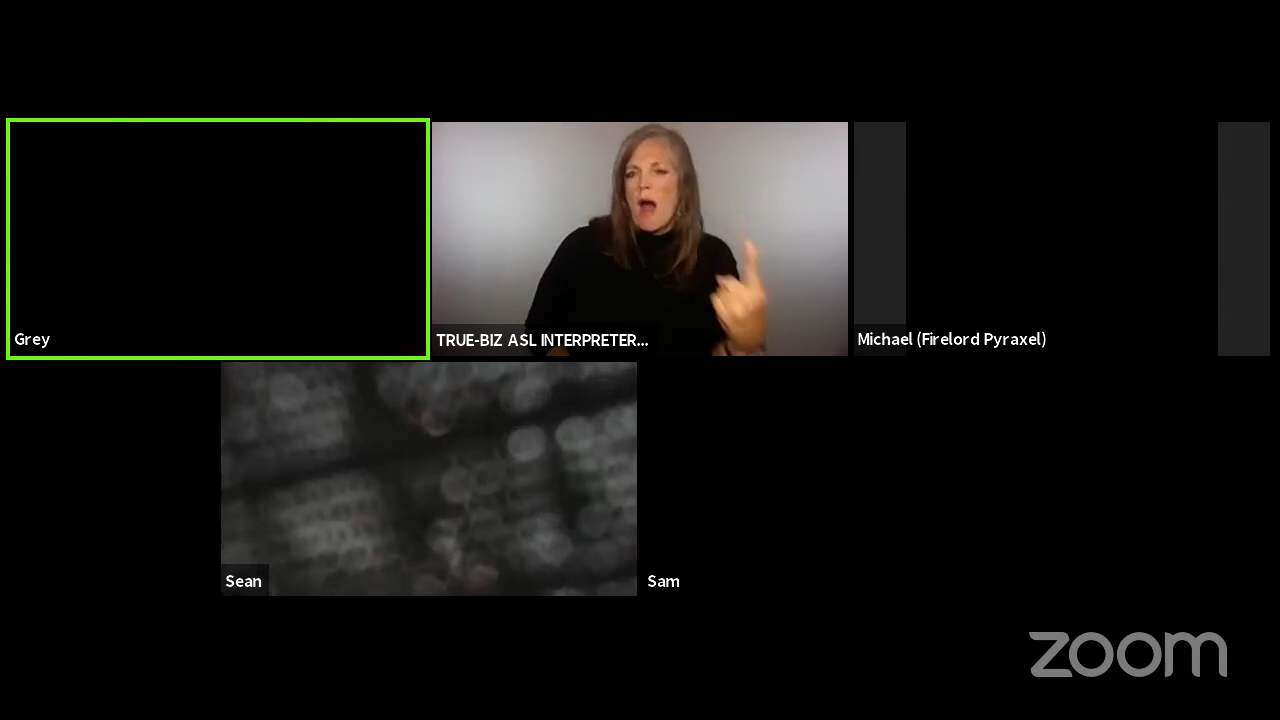 Grey
TRUE-BIZ ASL INTERPRETER...
Michael (Firelord Pyraxel)
Sean
Sam
zoom